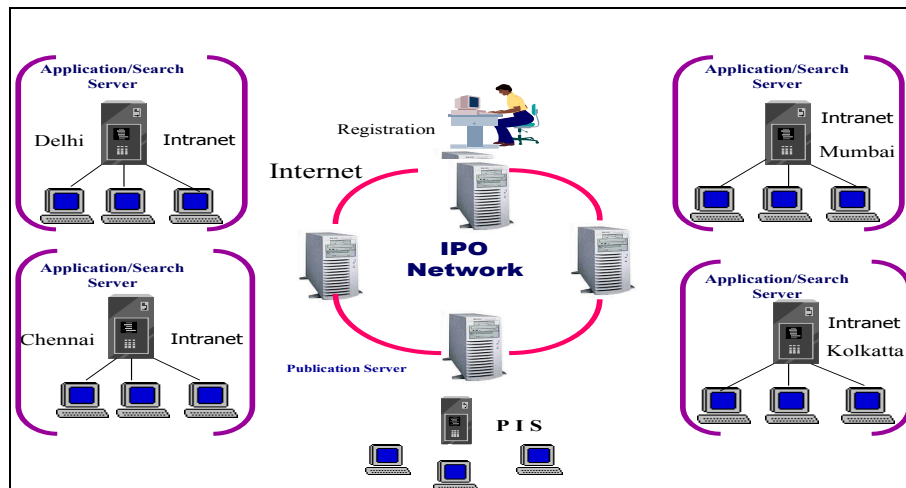 Application/Search
Server
Delhi
Intranet
Application/Search
Server
Chennai
Intranet
Registration
Internet
IPO
Network
Publication Server
P I S
Application/Search
Server
Intranet
Mumbai
Application/Search
Server
Intranet
Kolkatta